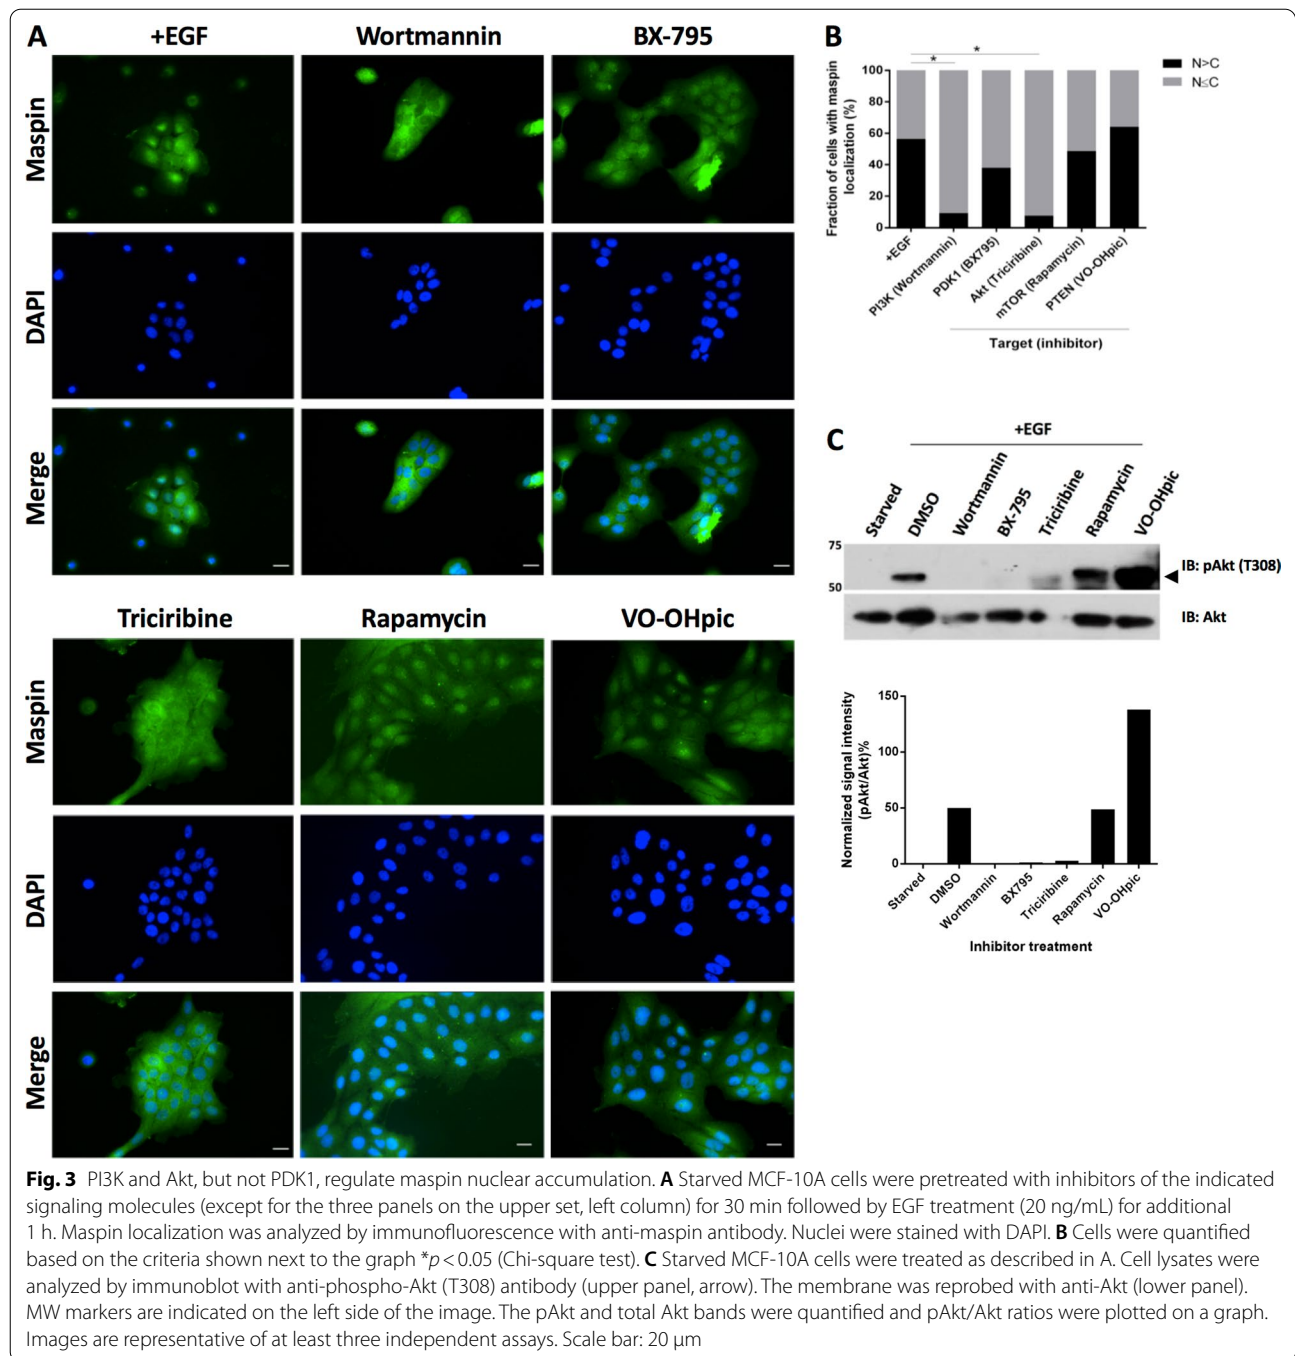 A
+EGF
Wortmannin
BX-795
Maspin
DAPI
Merge
Triciribine
Rapamycin
VO-OHpic
Maspin
DAPI
Merge
B
* *
Fraction of cells with maspin
localization (%)
100
80
60
40
20
0
N>C
N≤C
+EGF
PI3K (Wortmannin)
PDK1 (BX795)
Akt (Triciribine)
mTOR (Rapamycin)
PTEN (VO-OHpic)
Target (inhibitor)
C
+EGF
Starved
DMSO
Wortmannin
BX-795
Triciribine
Rapamycin
VO-OHpic
75
50
IB: pAkt (T308)
IB: Akt
Normalized signal intensity
(pAkt/Akt)%
150
100
50
0
Starved
DMSO
Wortmannin
BX795
Triciribine
Rapamycin
VO-OHpic
Inhibitor treatment
Fig. 3 PI3K and Akt, but not PDK1, regulate maspin nuclear accumulation. A Starved MCF-10A cells were pretreated with inhibitors of the indicated
signaling molecules (except for the three panels on the upper set, left column) for 30 min followed by EGF treatment (20 ng/mL) for additional
1 h. Maspin localization was analyzed by immunofluorescence with anti-maspin antibody. Nuclei were stained with DAPI. B Cells were quantified
based on the criteria shown next to the graph *p < 0.05 (Chi-square test). C Starved MCF-10A cells were treated as described in A. Cell lysates were
analyzed by immunoblot with anti-phospho-Akt (T308) antibody (upper panel, arrow). The membrane was reprobed with anti-Akt (lower panel).
MW markers are indicated on the left side of the image. The pAkt and total Akt bands were quantified and pAkt/Akt ratios were plotted on a graph.
Images are representative of at least three independent assays. Scale bar: 20 μm